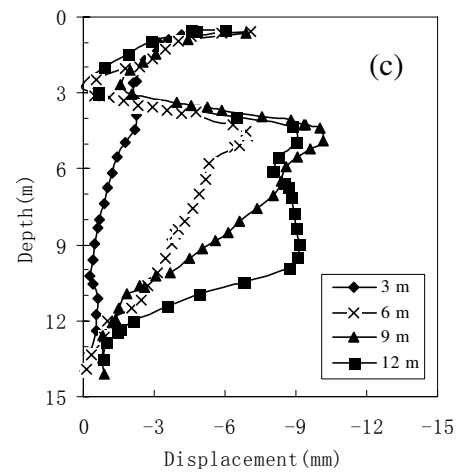 0
3
6
9
12
15
Depth(m)
(c)
3 m
6 m
9 m
12 m
0 -3 -6 -9 -12 -15
Displacement(mm)